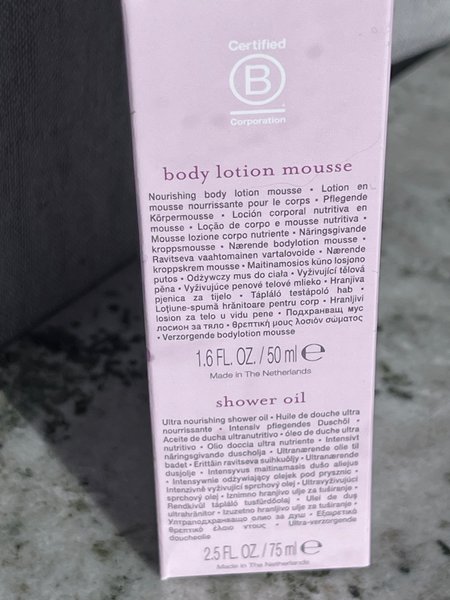 Certified
B
Corporation
body lotion mousse
Nourishing body lotion mousse • Lotion en
mousse nourrissante pour le corps • Pflegende
Körpermousse • Loción corporal nutritiva en
mousse • Loção de corpo e mousse nutritiva •
Mousse lozione corpo nutriente • Näringsgivande
kroppsmousse • Nærende bodylotion mousse •
Ravitseva vaahtomainen vartalovoide • Nærende
kroppskrem mousse • Maitinamosios kūno losjono
putos • Odżywczy mus do ciała • Vyživující tělová
pěna • Vyživujúce penové telové mlieko • Hranjiva
pjenica za tijelo • Tápláló testápoló hab •
Loțiune-spumă hrănitoare pentru corp • Hranljivi
losion za telo u vidu pene • Подхранващ мус
лосион за тяло • θρεπτική μους λοσιόν σώματος
• Verzorgende bodylotion mousse
1.6 FL. OZ. / 50 ml ℮
Made in The Netherlands
shower oil
Ultra nourishing shower oil • Huile de douche ultra
nourrissante • Intensiv pflegendes Duschöl •
Aceite de ducha ultranutritivo • óleo de duche ultra
nutritivo • Olio doccia ultra nutriente • Intensivt
näringsgivande duscholja • Ultranærende olie til
badet • Erittäin ravitseva suihkuöljy • Ultranærende
dusjolje • Intensyvus maitinamasis dušo aliejus
• Intensywnie odżywiający olejek pod prysznic •
Intenzivně vyživující sprchový olej • Ultravyživujúci
sprchový olej • Iznimno hranjivo ulje za tuširanje •
Rendkívül tápláló tusfürdőolaj • Ulei de duș
ultrahrănitor • Izuzetno hranljivo ulje za tuširanje •
Ултраподхранващо олио за душ • Εξαιρετικά
θρεπτικό έλαιο ντους • Ultra-verzorgende
doucheolie
2.5 FL. OZ. / 75 ml ℮
Made in The Netherlands